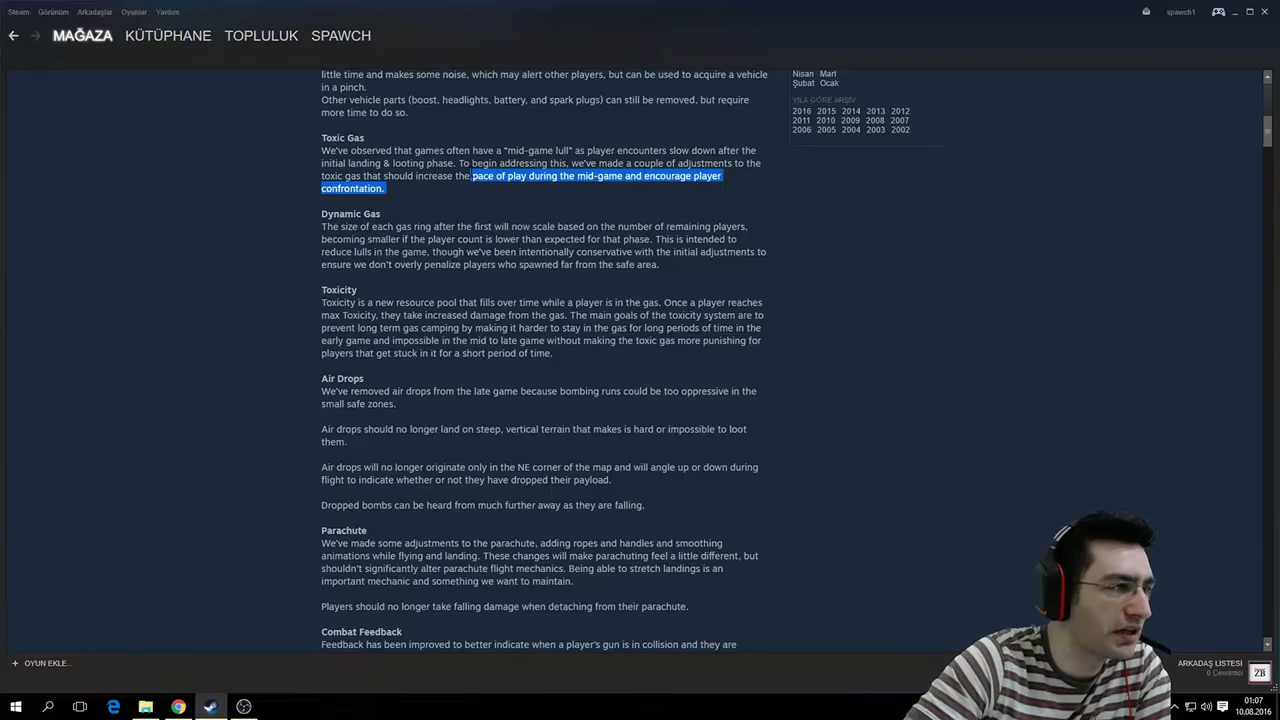 Steam Görünüm Arkadaşlar Oyunlar Yardım
spawch1
MAĞAZA KÜTÜPHANE TOPLULUK SPAWCH
little time and makes some noise, which may alert other players, but can be used to acquire a vehicle
in a pinch.
Other vehicle parts (boost, headlights, battery, and spark plugs) can still be removed, but require
more time to do so.
Toxic Gas
We've observed that games often have a "mid-game lull" as player encounters slow down after the
initial landing & looting phase. To begin addressing this, we've made a couple of adjustments to the
toxic gas that should increase the pace of play during the mid-game and encourage player
confrontation.
Dynamic Gas
The size of each gas ring after the first will now scale based on the number of remaining players,
becoming smaller if the player count is lower than expected for that phase. This is intended to
reduce lulls in the game, though we've been intentionally conservative with the initial adjustments to
ensure we don't overly penalize players who spawned far from the safe area.
Toxicity
Toxicity is a new resource pool that fills over time while a player is in the gas. Once a player reaches
max Toxicity, they take increased damage from the gas. The main goals of the toxicity system are to
prevent long term gas camping by making it harder to stay in the gas for long periods of time in the
early game and impossible in the mid to late game without making the toxic gas more punishing for
players that get stuck in it for a short period of time.
Air Drops
We've removed air drops from the late game because bombing runs could be too oppressive in the
small safe zones.
Air drops should no longer land on steep, vertical terrain that makes is hard or impossible to loot
them.
Air drops will no longer originate only in the NE corner of the map and will angle up or down during
flight to indicate whether or not they have dropped their payload.
Dropped bombs can be heard from much further away as they are falling.
Parachute
We've made some adjustments to the parachute, adding ropes and handles and smoothing
animations while flying and landing. These changes will make parachuting feel a little different, but
shouldn't significantly alter parachute flight mechanics. Being able to stretch landings is an
important mechanic and something we want to maintain.
Players should no longer take falling damage when detaching from their parachute.
Combat Feedback
Feedback has been improved to better indicate when a player's gun is in collision and they are
Nisan Mart
Şubat Ocak
YILA GÖRE ARŞİV
2016 2015 2014 2013 2012
2011 2010 2009 2008 2007
2006 2005 2004 2003 2002
+ OYUN EKLE...
ARKADAŞ LİSTESİ
0 Çevrimiçi
ZB
01:07
10.08.2016